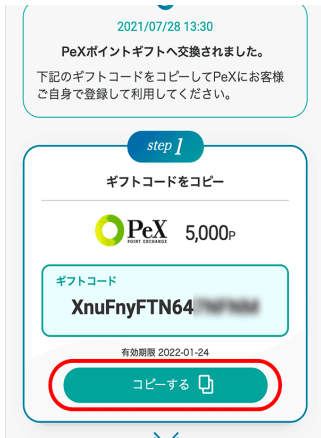 2021/07/28 13:30
PeXポイントギフトへ交換されました。
下記のギフトコードをコピーしてPeXにお客様
ご自身で登録して利用してください。
step 1
ギフトコードをコピー
PeX 5,000P
POINT EXCHANGE
ギフトコード
XnuFnyFTN64
有効期限 2022-01-24
コピーする